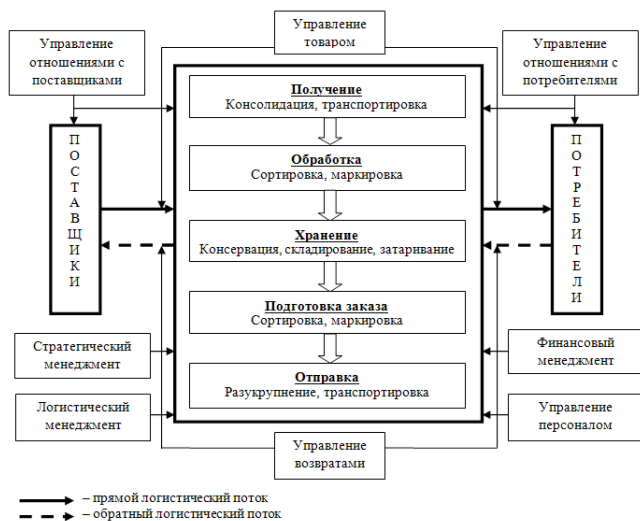 Управление
товаром
Управление
отношениями с
поставщиками
Управление
отношениями с
потребителями
Получение
Консолидация, транспортировка
ПОСТАВЩИКИ
Обработка
Сортировка, маркировка
ПОТРЕБИТЕЛИ
Хранение
Консервация, складирование, затаривание
Подготовка заказа
Сортировка, маркировка
Стратегический
менеджмент
Финансовый
менеджмент
Отправка
Разукрупнение, транспортировка
Логистический
менеджмент
Управление
персоналом
Управление
возвратами
– прямой логистический поток
– обратный логистический поток